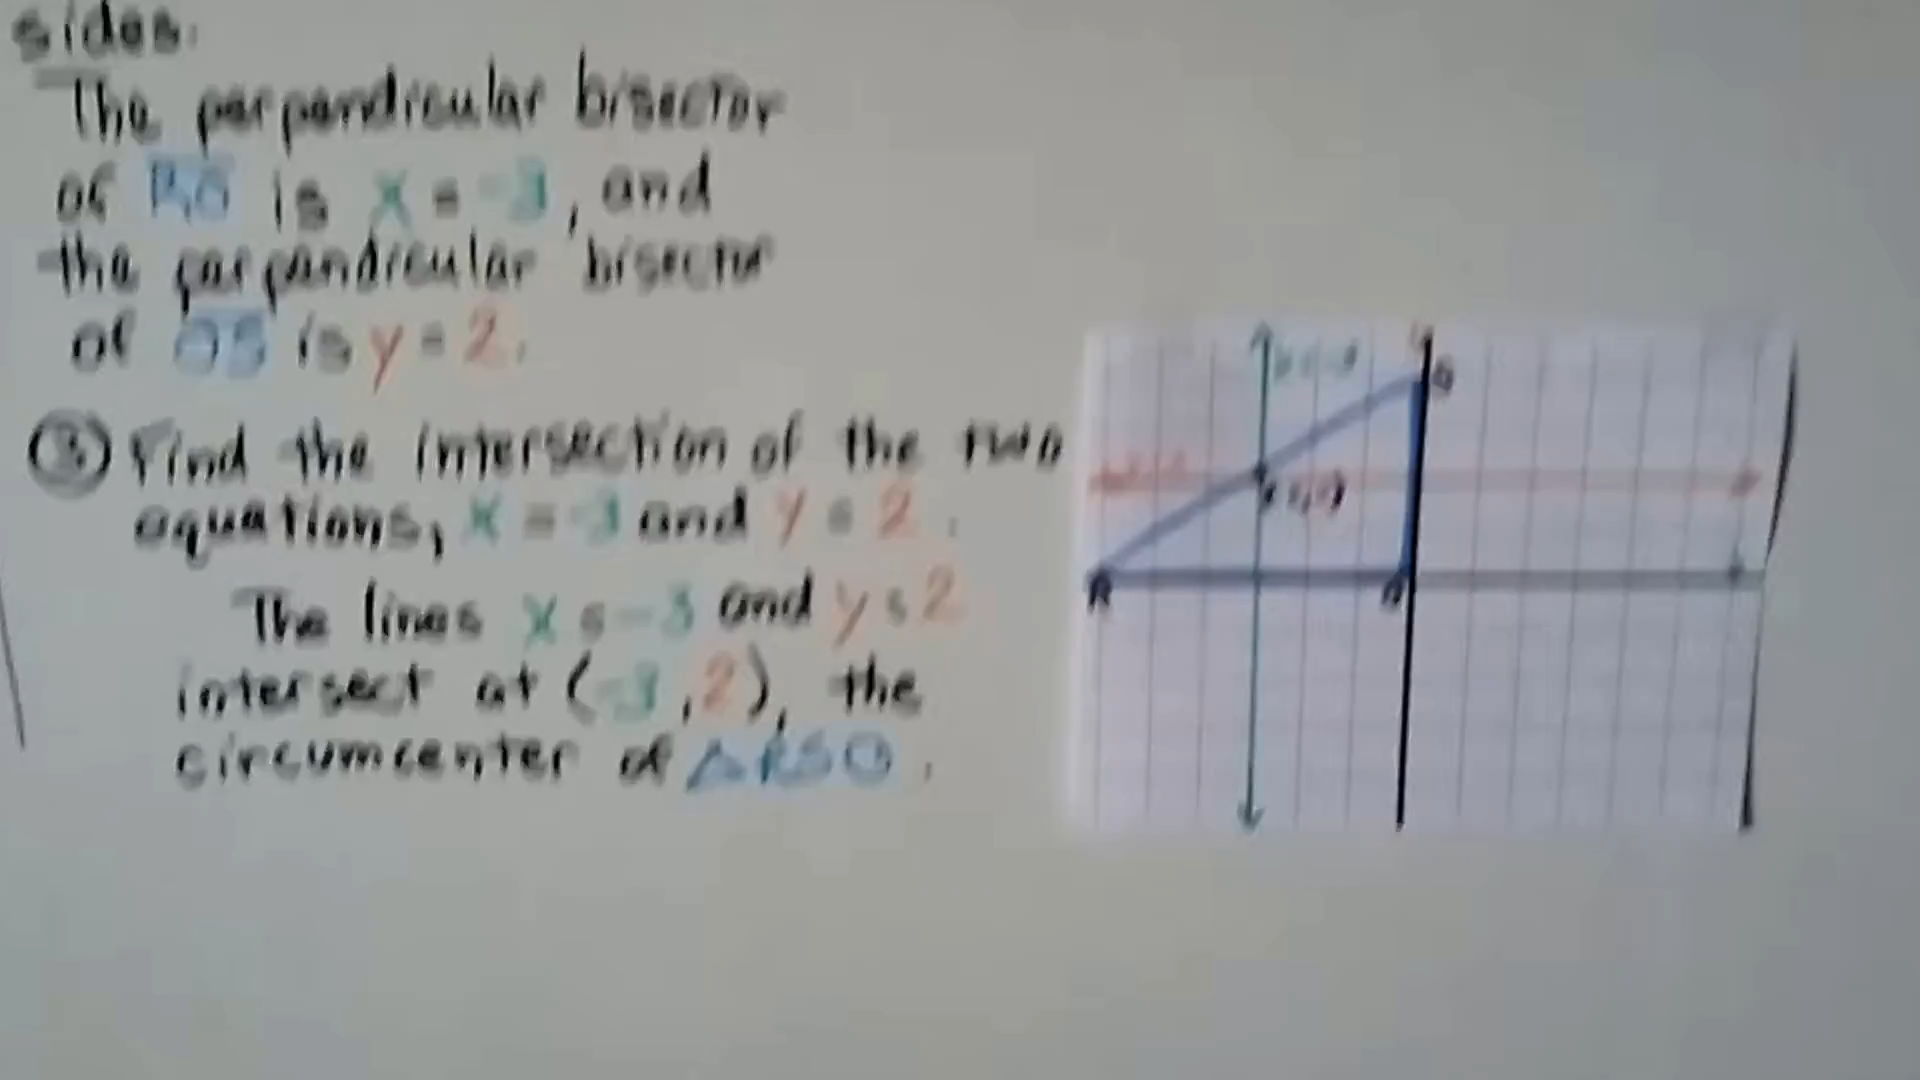 sides.
The perpendicular bisector
of RO is x = -3, and
the perpendicular bisector
of OS is y = 2.
③ Find the intersection of the two
equations, x = -3 and y = 2.
The lines x = -3 and y = 2
intersect at (-3, 2), the
circumcenter of △RSO.
R